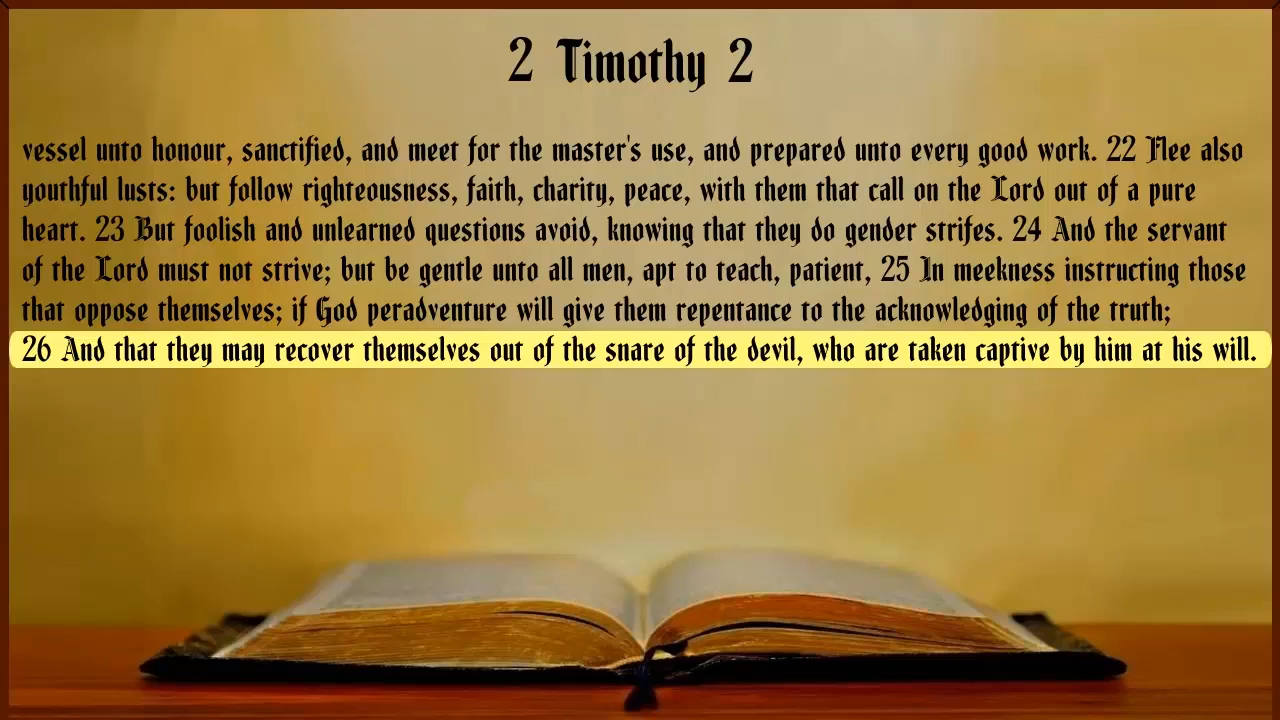 2 Timothy 2
vessel unto honour, sanctified, and meet for the master's use, and prepared unto every good work. 22 Flee also
youthful lusts: but follow righteousness, faith, charity, peace, with them that call on the Lord out of a pure
heart. 23 But foolish and unlearned questions avoid, knowing that they do gender strifes. 24 And the servant
of the Lord must not strive; but be gentle unto all men, apt to teach, patient, 25 In meekness instructing those
that oppose themselves; if God peradventure will give them repentance to the acknowledging of the truth;
26 And that they may recover themselves out of the snare of the devil, who are taken captive by him at his will.